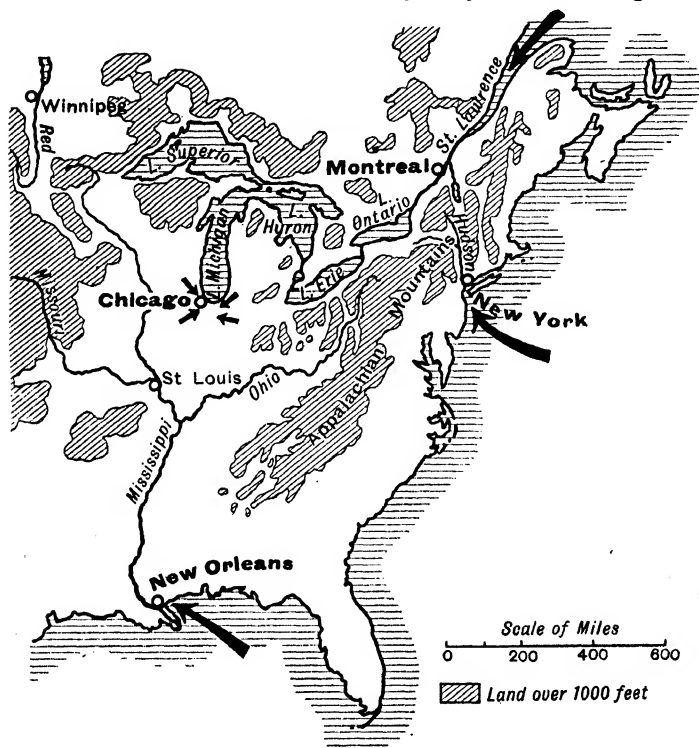 St. Laurence
Winnipeg
Red
L. Superior
Montreal
L. Ontario
L. Huron
Michigan
Hudson
L. Erie
Mountains
Missouri
Chicago
New York
St Louis
Ohio
Appalachian
Mississippi
New Orleans
Scale of Miles
0 200 400 600
Land over 1000 feet